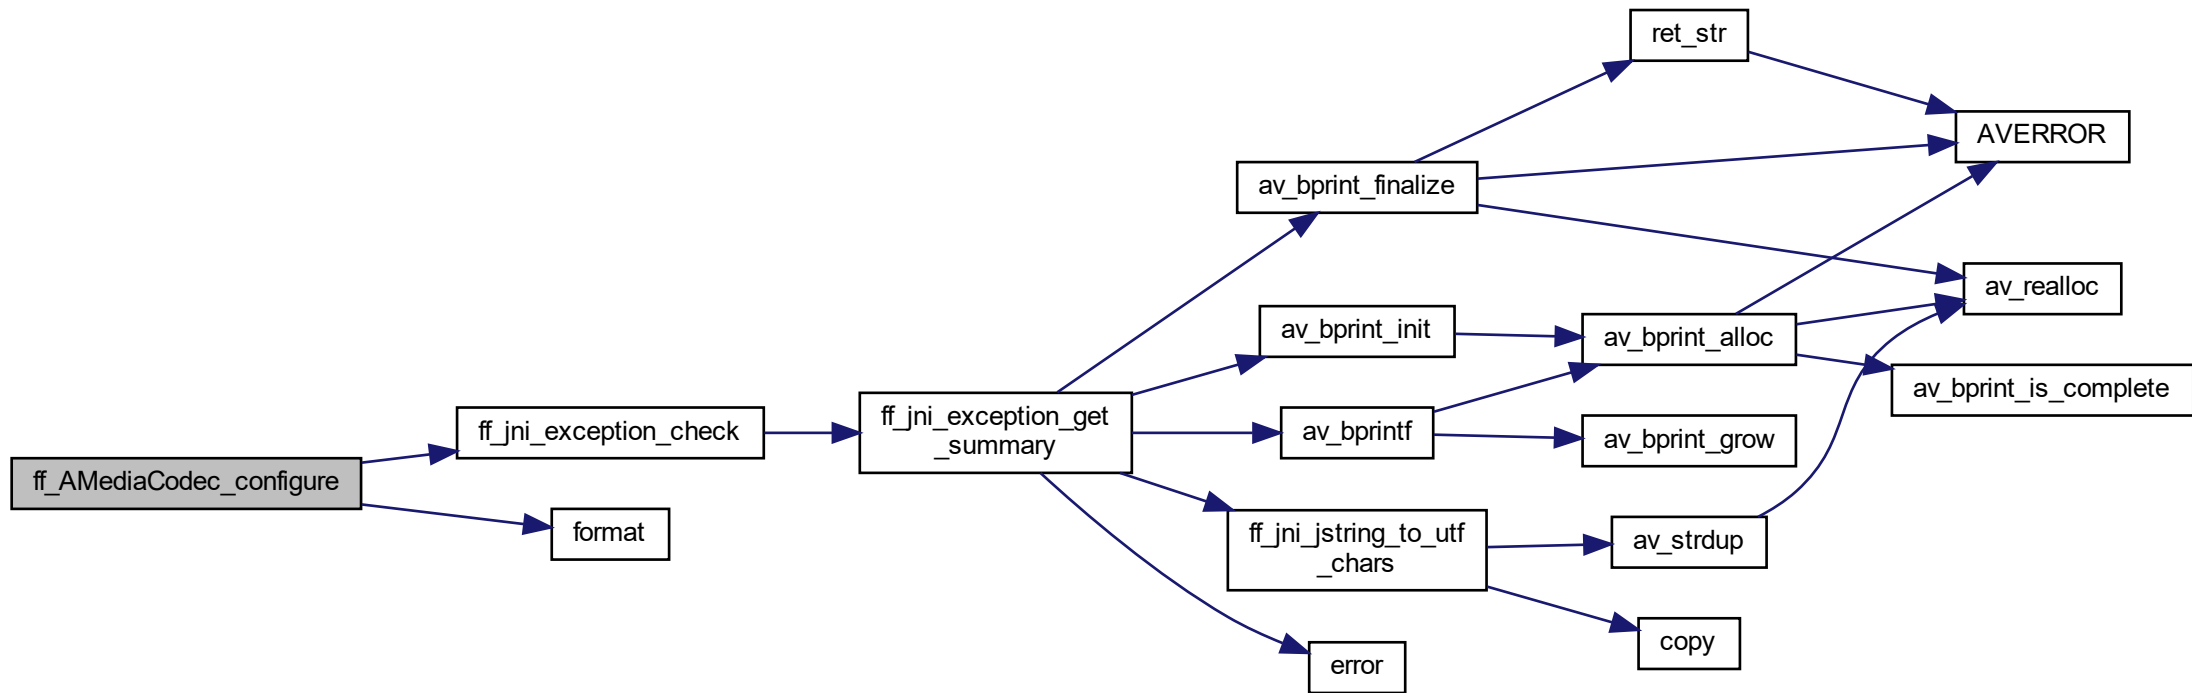 ff_AMediaCodec_configure
ff_jni_exception_check
format
ff_jni_exception_get
_summary
av_bprint_finalize
av_bprint_init
av_bprintf
ff_jni_jstring_to_utf
_chars
error
ret_str
av_bprint_alloc
av_bprint_grow
av_strdup
copy
AVERROR
av_realloc
av_bprint_is_complete